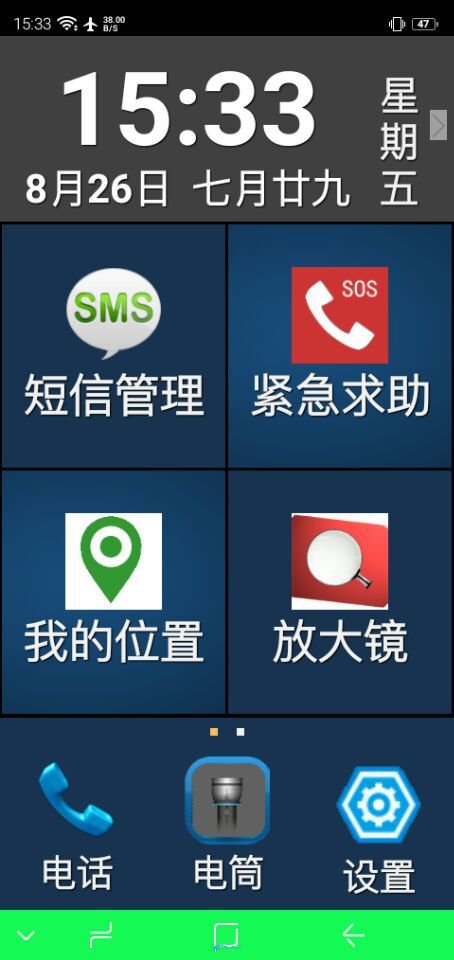 15:33 38.00 B/S 47
15:33
星期五
8月26日 七月廿九
SMS
SOS
短信管理
紧急求助
我的位置
放大镜
电话
电筒
设置